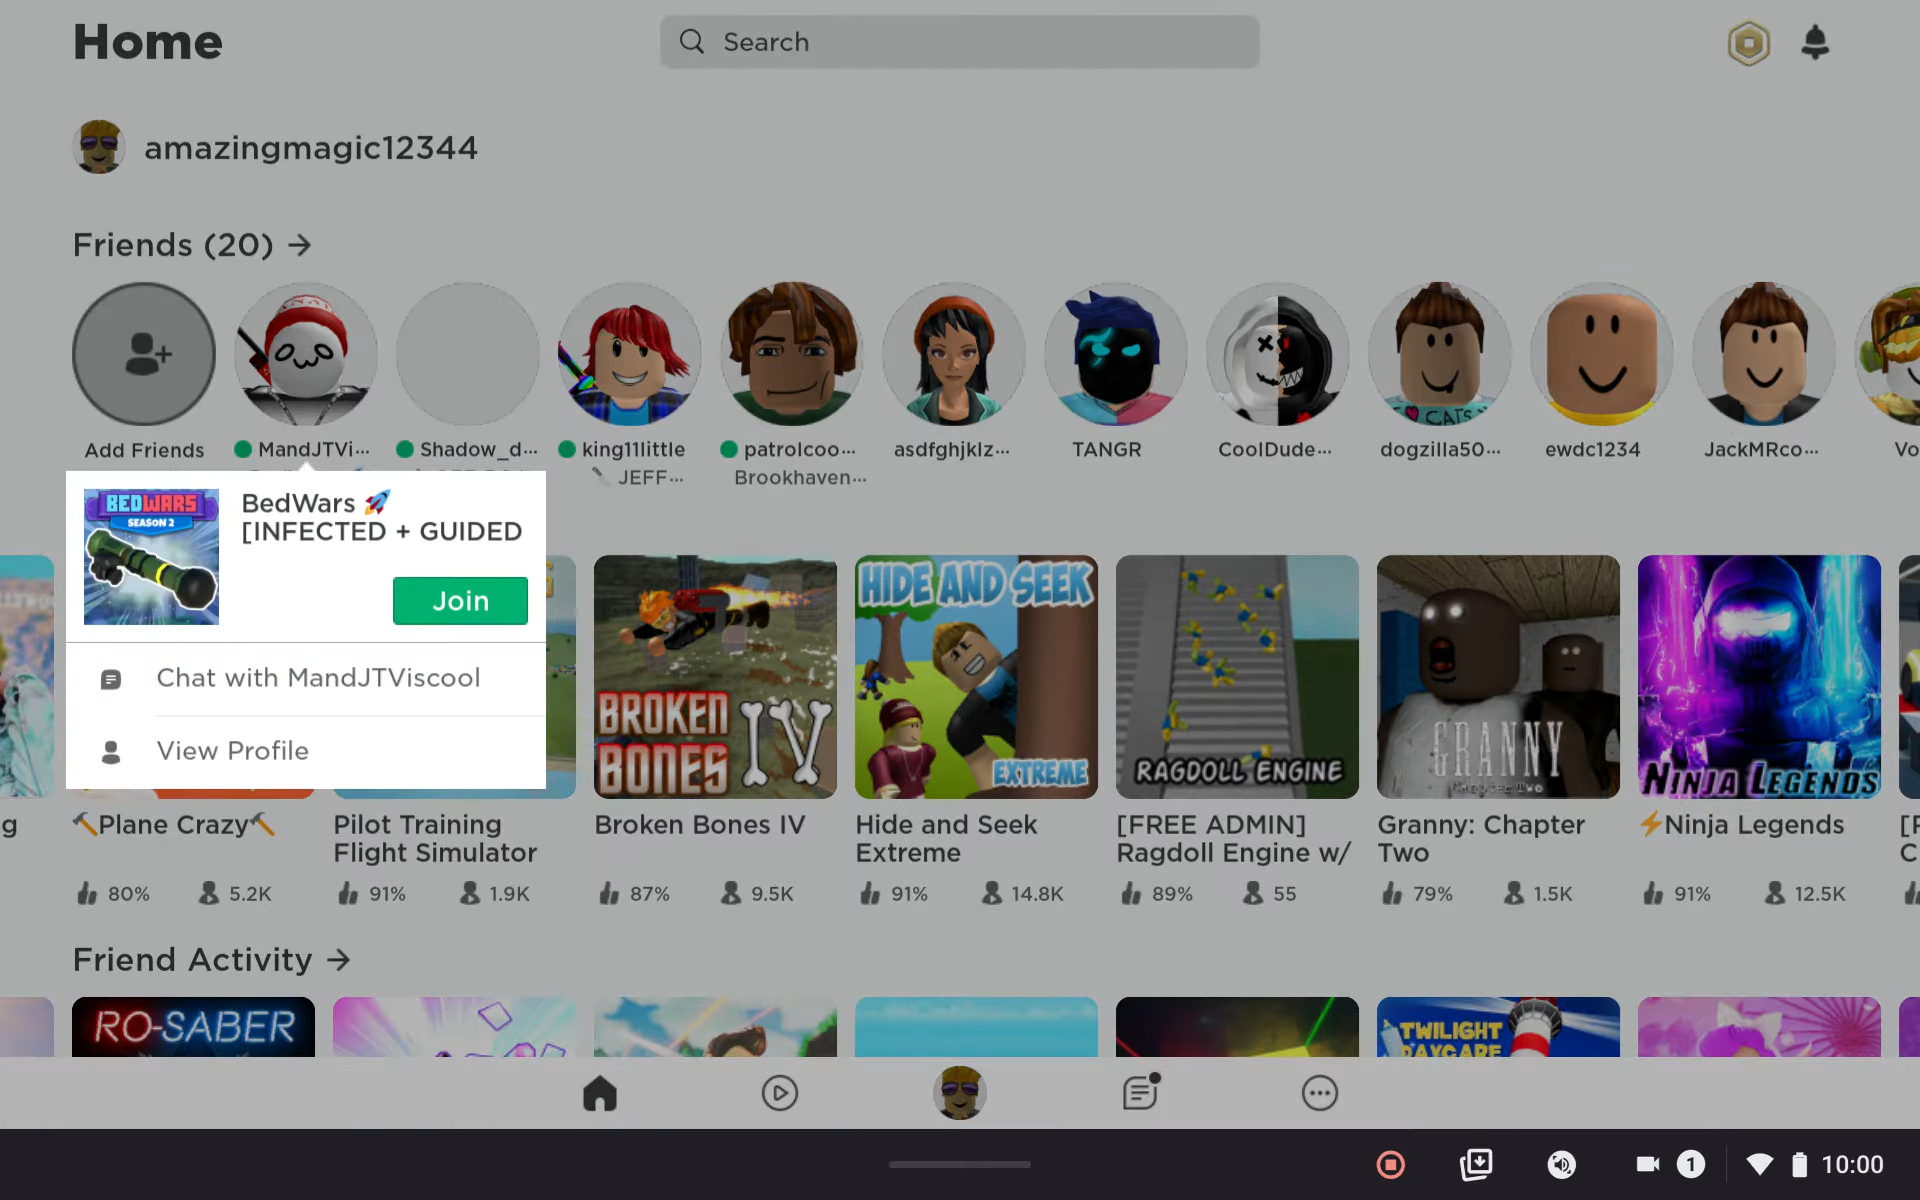 Home
Search
amazingmagic12344
Friends (20)
Add Friends
MandJTVi...
Shadow_d...
king11little
patrolcoo...
asdfghjklz...
TANGR
CoolDude...
dogzilla50...
ewdc1234
JackMRco...
Vo
JEFF...
Brookhaven...
CATS
BEDWARS
SEASON 2
BedWars 🚀
[INFECTED + GUIDED
Join
Chat with MandJTViscool
View Profile
BROKEN
BONES IV
HIDE AND SEEK
EXTREME
RAGDOLL ENGINE
GRANNY
Chapter Two
NINJA LEGENDS
g
🔨Plane Crazy🔨
Pilot Training
Flight Simulator
Broken Bones IV
Hide and Seek
Extreme
[FREE ADMIN]
Ragdoll Engine w/
Granny: Chapter
Two
⚡Ninja Legends
80% 5.2K
91% 1.9K
87% 9.5K
91% 14.8K
89% 55
79% 1.5K
91% 12.5K
Friend Activity
RO-SABER
TWILIGHT
DAYCARE
1
10:00